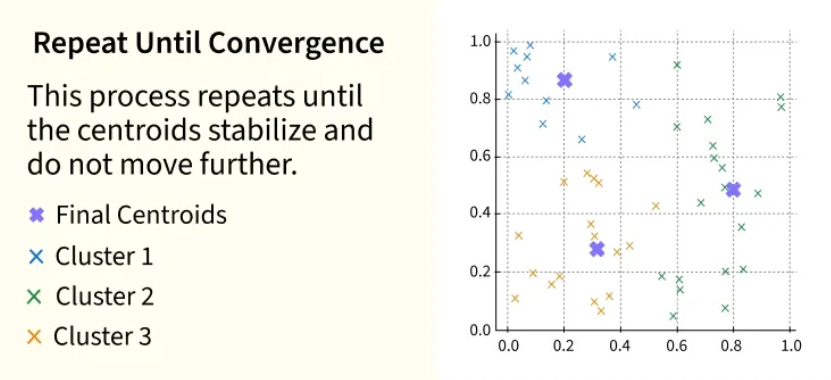 Repeat Until Convergence
This process repeats until
the centroids stabilize and
do not move further.
Final Centroids
Cluster 1
Cluster 2
Cluster 3
1.0
0.8
0.6
0.4
0.2
0.0
0.0 0.2 0.4 0.6 0.8 1.0